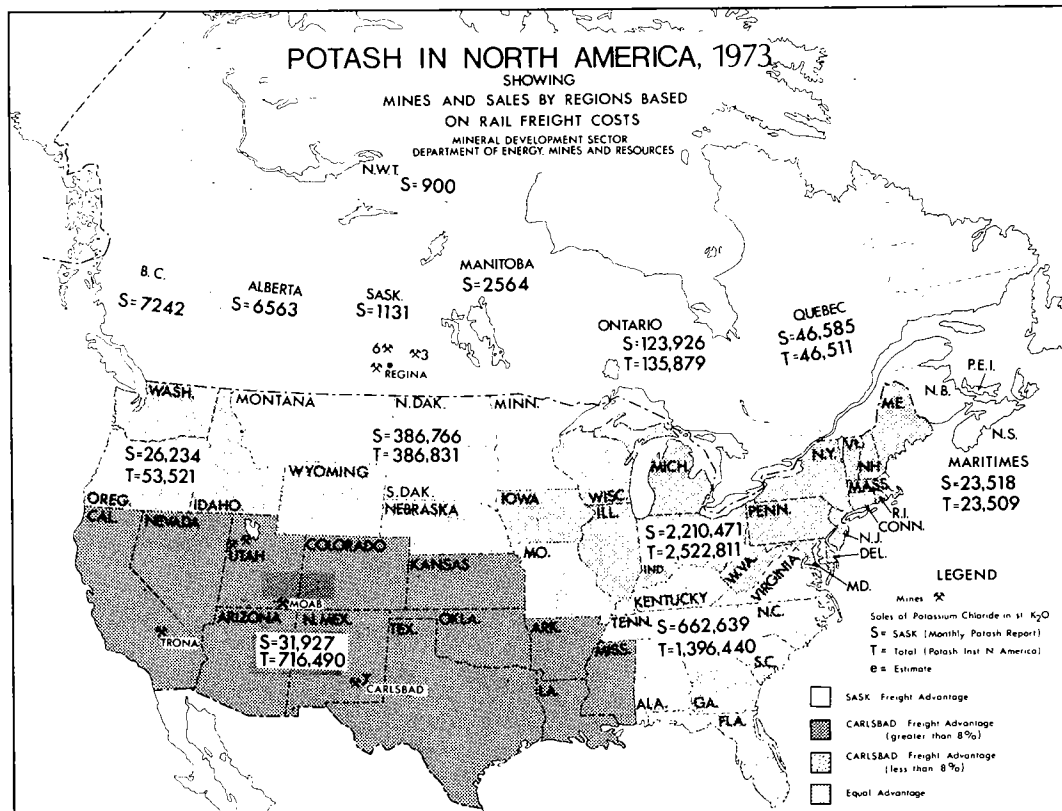 POTASH IN NORTH AMERICA, 1973
SHOWING
MINES AND SALES BY REGIONS BASED
ON RAIL FREIGHT COSTS
MINERAL DEVELOPMENT SECTOR
DEPARTMENT OF ENERGY, MINES AND RESOURCES
N.W.T.
S=900
B.C.
S=7242
ALBERTA
S=6563
SASK.
S=1131
MANITOBA
S=2564
ONTARIO
S=123,926
T=135,879
QUEBEC
S=46,585
T=46,511
6
3
REGINA
P.E.I.
N.B.
N.S.
MARITIMES
S=23,518
T=23,509
WASH.
MONTANA
N.DAK.
MINN.
S=26,234
T=53,521
S=386,766
T=386,831
WYOMING
S.DAK.
NEBRASKA
OREG.
IDAHO.
IOWA
WISC.
MICH.
ILL.
ME.
N.Y.
Vt.
NH
MASS.
R.I.
CONN.
PENN.
N.J.
DEL.
MD.
CAL.
NEVADA
UTAH
COLORADO
KANSAS
MO.
S=2,210,471
T=2,522,811
IND.
W.VA.
VIRGINIA
KENTUCKY
MOAB
TRONA
ARIZONA
N.MEX.
TEX.
OKLA.
ARK.
TENN.
N.C.
S=31,927
T=716,490
S=662,639
T=1,396,440
MISS.
S.C.
7
CARLSBAD
LA.
ALA.
GA.
FLA.
LEGEND
Mines
Sales of Potassium Chloride in st K₂O
S= SASK (Monthly Potash Report)
T= Total (Potash Inst N America)
e= Estimate
SASK Freight Advantage
CARLSBAD Freight Advantage
(greater than 8%)
CARLSBAD Freight Advantage
(less than 8%)
Equal Advantage